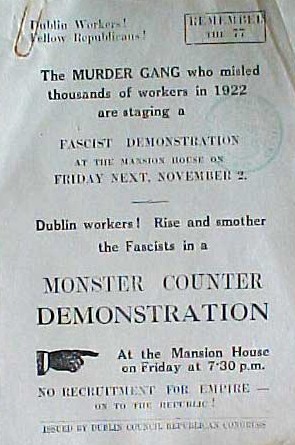 Dublin Workers!
Fellow Republicans!
REMEMBER
THE 77
The MURDER GANG who misled
thousands of workers in 1922
are staging a
FASCIST DEMONSTRATION
AT THE MANSION HOUSE ON
FRIDAY NEXT, NOVEMBER 2.
Dublin workers! Rise and smother
the Fascists in a
MONSTER COUNTER
DEMONSTRATION
At the Mansion House
on Friday at 7·30 p.m.
NO RECRUITMENT FOR EMPIRE —
ON TO THE REPUBLIC!
ISSUED BY DUBLIN COUNCIL REPUBLICAN CONGRESS